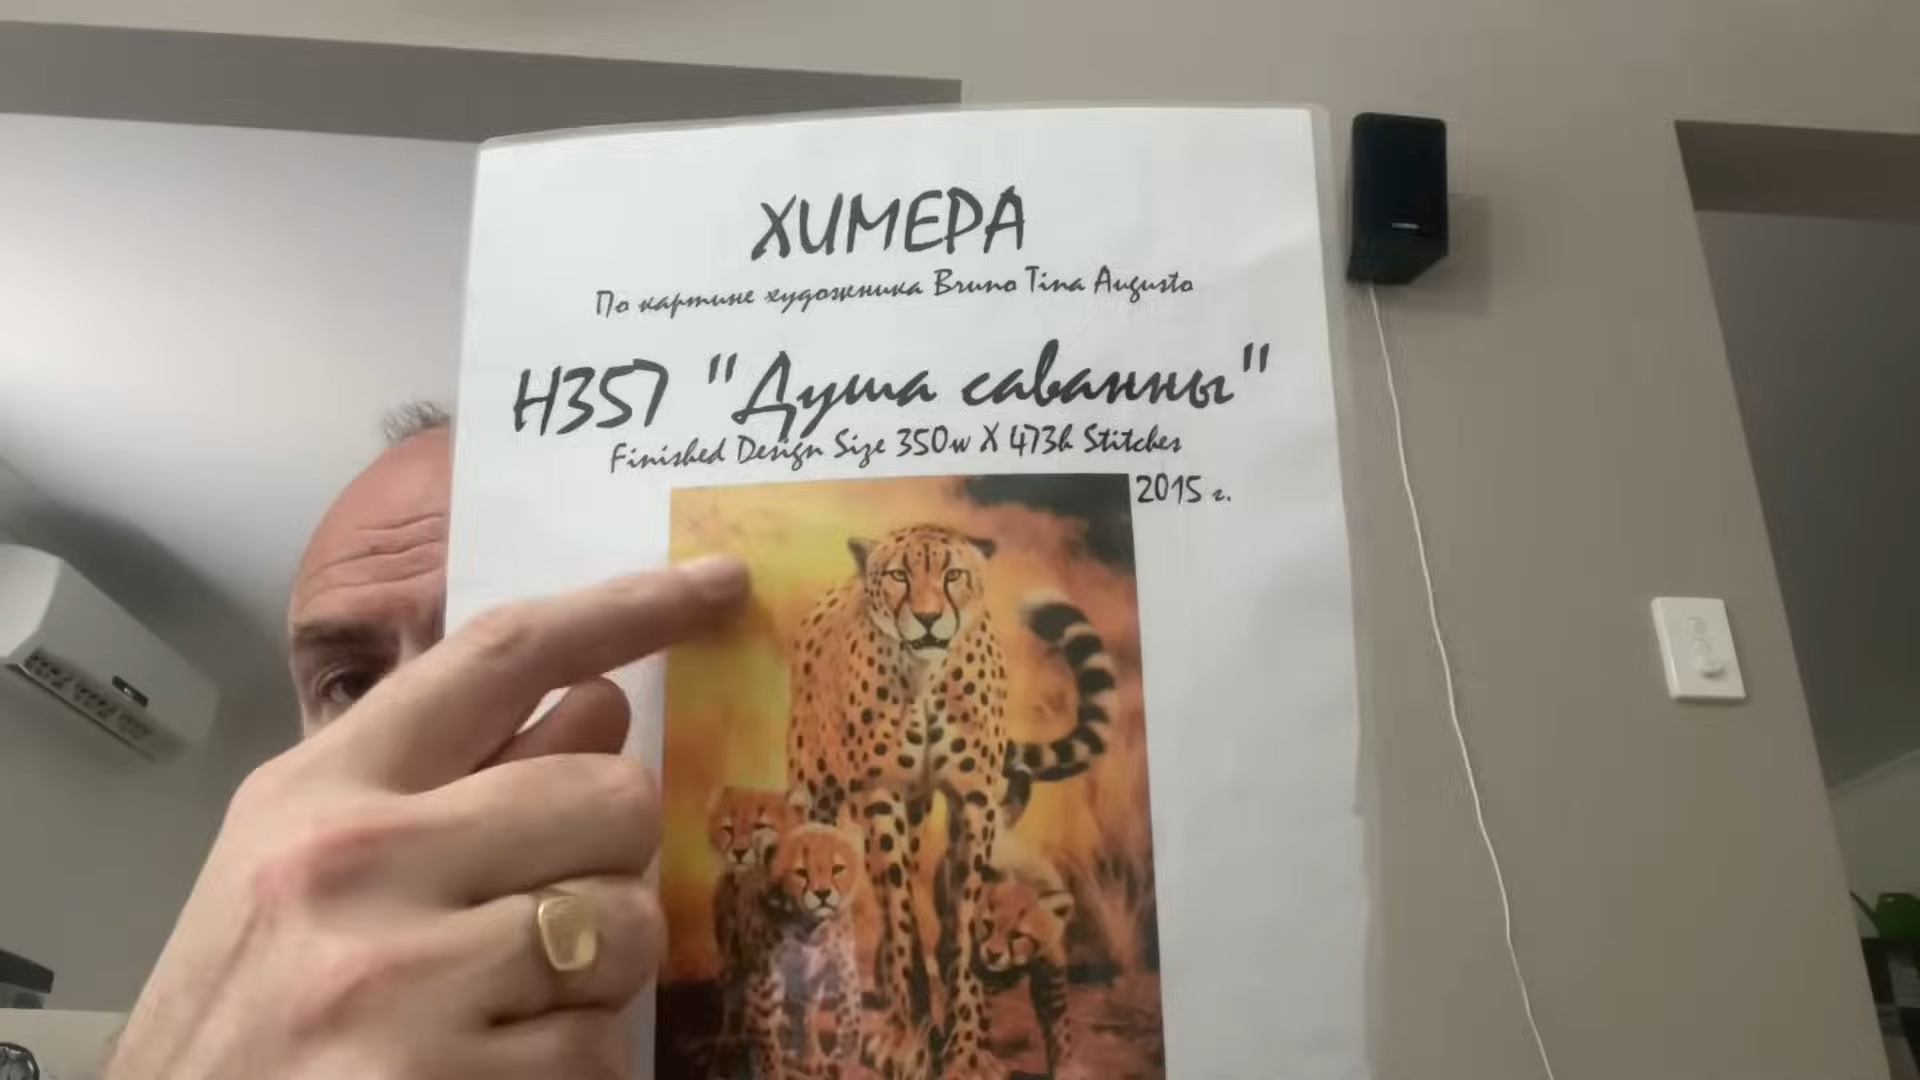 ХИМЕРА
По картине художника Bruno Tina Augusto
H357 "Душа саванны"
Finished Design Size 350w X 473h Stitches
2015 г.